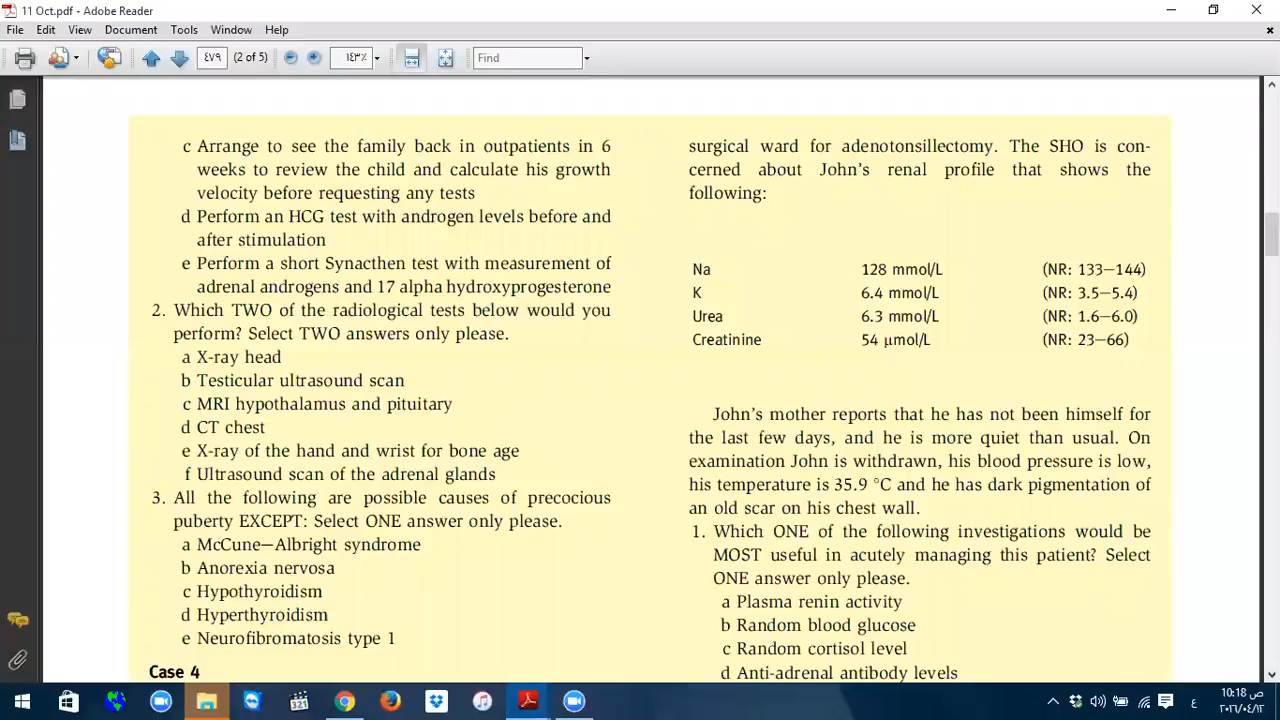 11 Oct.pdf - Adobe Reader
File Edit View Document Tools Window Help
٤٧٩ (2 of 5) ١٤٣% Find
c Arrange to see the family back in outpatients in 6
weeks to review the child and calculate his growth
velocity before requesting any tests
d Perform an HCG test with androgen levels before and
after stimulation
e Perform a short Synacthen test with measurement of
adrenal androgens and 17 alpha hydroxyprogesterone
2. Which TWO of the radiological tests below would you
perform? Select TWO answers only please.
a X-ray head
b Testicular ultrasound scan
c MRI hypothalamus and pituitary
d CT chest
e X-ray of the hand and wrist for bone age
f Ultrasound scan of the adrenal glands
3. All the following are possible causes of precocious
puberty EXCEPT: Select ONE answer only please.
a McCune–Albright syndrome
b Anorexia nervosa
c Hypothyroidism
d Hyperthyroidism
e Neurofibromatosis type 1
Case 4
surgical ward for adenotonsillectomy. The SHO is con-
cerned about John's renal profile that shows the
following:
Na 128 mmol/L (NR: 133–144)
K 6.4 mmol/L (NR: 3.5–5.4)
Urea 6.3 mmol/L (NR: 1.6–6.0)
Creatinine 54 μmol/L (NR: 23–66)
John's mother reports that he has not been himself for
the last few days, and he is more quiet than usual. On
examination John is withdrawn, his blood pressure is low,
his temperature is 35.9 °C and he has dark pigmentation of
an old scar on his chest wall.
1. Which ONE of the following investigations would be
MOST useful in acutely managing this patient? Select
ONE answer only please.
a Plasma renin activity
b Random blood glucose
c Random cortisol level
d Anti-adrenal antibody levels
321
ع
10:18 ص
٢٠٢٦/٠٤/١٢